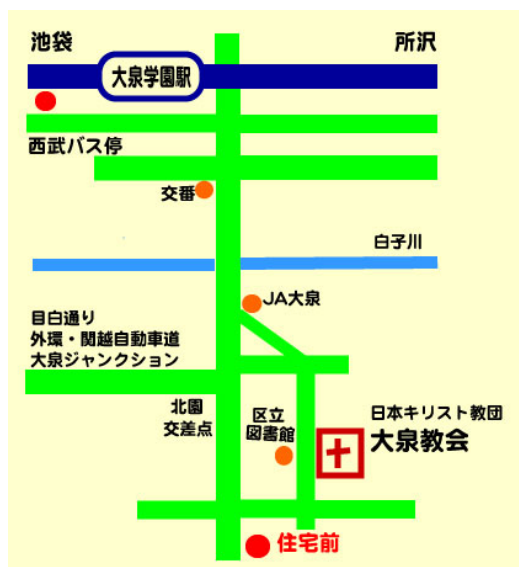 池袋
所沢
大泉学園駅
西武バス停
交番
白子川
JA大泉
目白通り
外環・関越自動車道
大泉ジャンクション
北園
交差点
区立
図書館
日本キリスト教団
大泉教会
住宅前